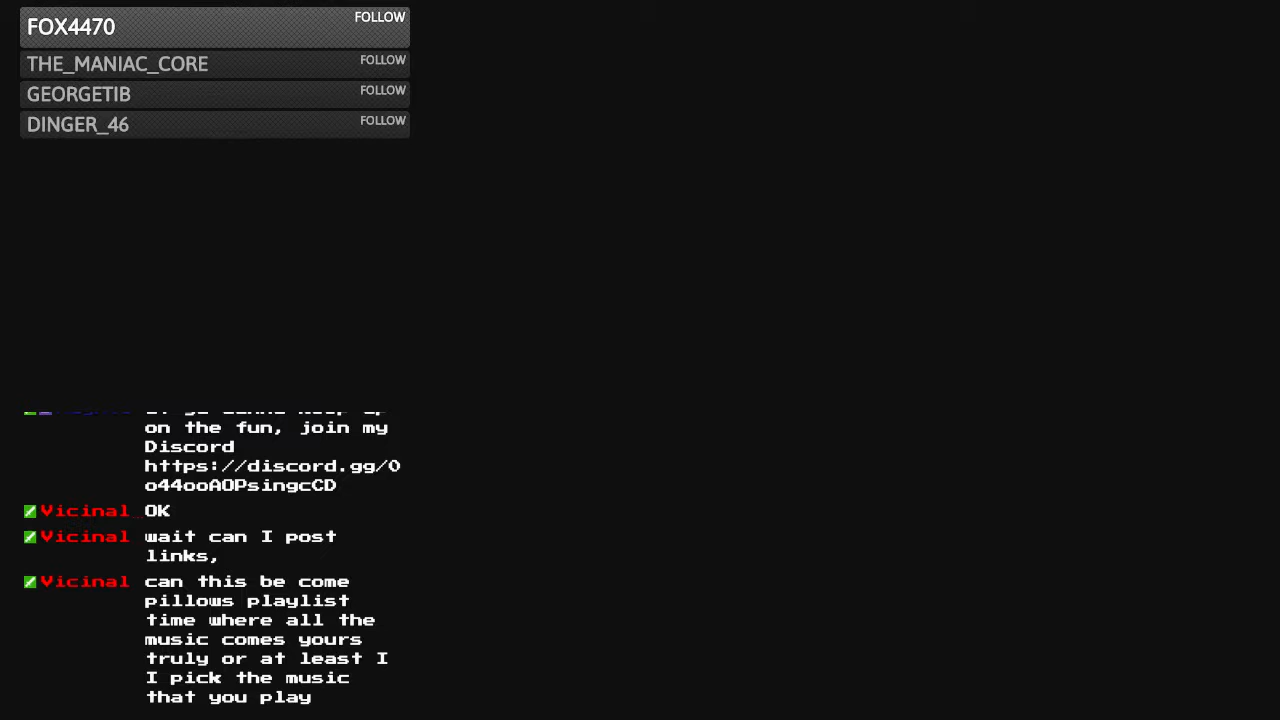 FOX4470 FOLLOW
THE_MANIAC_CORE FOLLOW
GEORGETIB FOLLOW
DINGER_46 FOLLOW
on the fun, join my
Discord
https://discord.gg/0
o44ooAOPsingcCD
Vicinal_ OK
Vicinal wait can I post
links,
Vicinal can this be come
pillows playlist
time where all the
music comes yours
truly or at least I
I pick the music
that you play